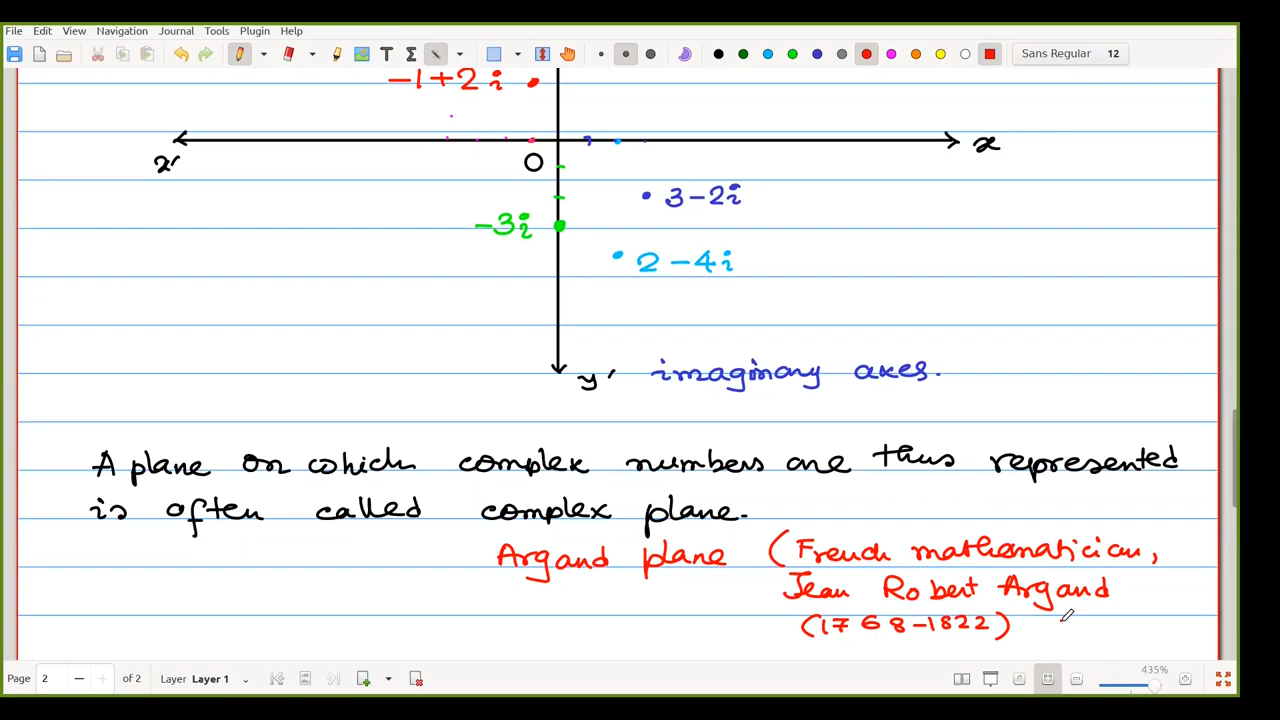 File Edit View Navigation Journal Tools Plugin Help
Sans Regular 12
-1+2i
x' x
O
3-2i
-3i
2-4i
y' imaginary axes.
A plane on which complex numbers are thus represented
is often called complex plane.
Argand plane (French mathematician,
Jean Robert Argand
(1768-1822)
435%
Page 2 of 2 Layer Layer 1